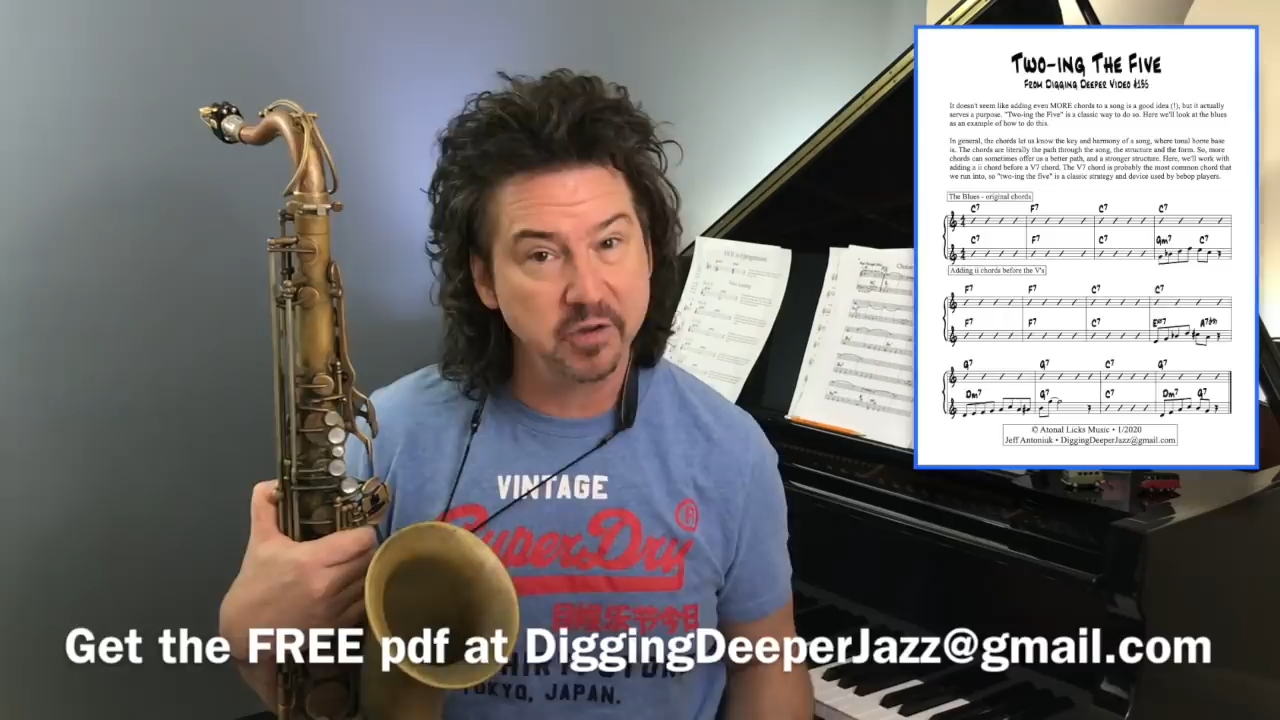 Two-ing The Five
From Digging Deeper Video #185
It doesn't seem like adding even MORE chords to a song is a good idea (!), but it actually
serves a purpose. "Two-ing the Five" is a classic way to do so. Here we'll look at the blues
as an example of how to do this.
In general, the chords let us know the key and harmony of a song, where tonal home base
is. The chords are literally the path through the song, the structure and the form. So, more
chords can sometimes offer us a better path, and a stronger structure. Here, we'll work with
adding a ii chord before a V7 chord. The V7 chord is probably the most common chord that
we run into, so "two-ing the five" is a classic strategy and device used by bebop players.
The Blues - original chords
C7 F7 C7 C7
C7 F7 C7 Gm7 C7
Adding ii chords before the V's
F7 F7 C7 C7
F7 F7 C7
G7 G7 C7 G7
Dm7 G7 C7 Dm7 G7
© Atonal Licks Music • 1/2020
Jeff Antoniuk • DiggingDeeperJazz@gmail.com
VINTAGE
SuperDry
Get the FREE pdf at DiggingDeeperJazz@gmail.com
TOKYO, JAPAN.